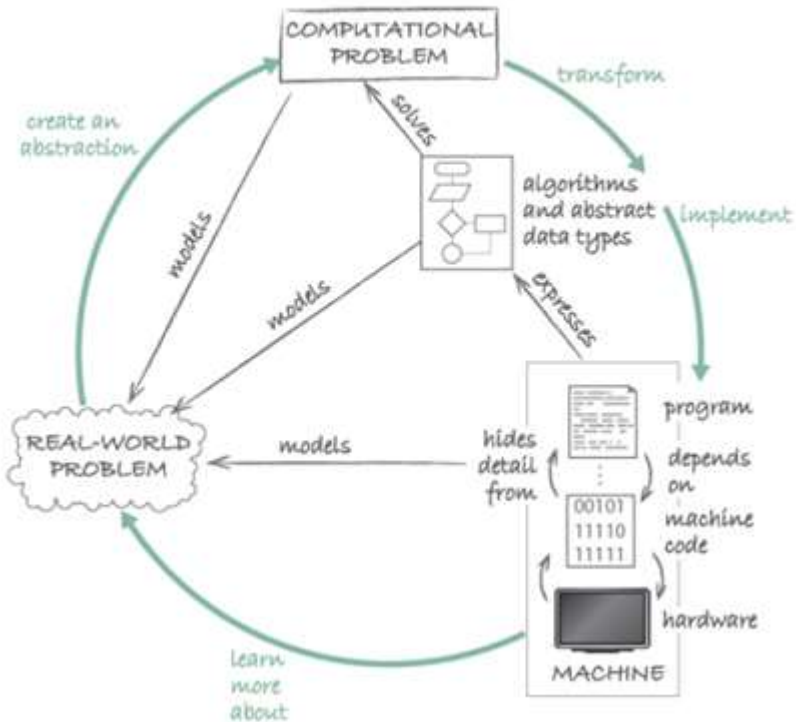 COMPUTATIONAL
PROBLEM
transform
create an
abstraction
solves
algorithms
and abstract
data types
implement
models
models
expresses
program
REAL-WORLD
PROBLEM
models
hides
detail
from
depends
on
00101
11110
11111
machine
code
hardware
MACHINE
learn
more
about